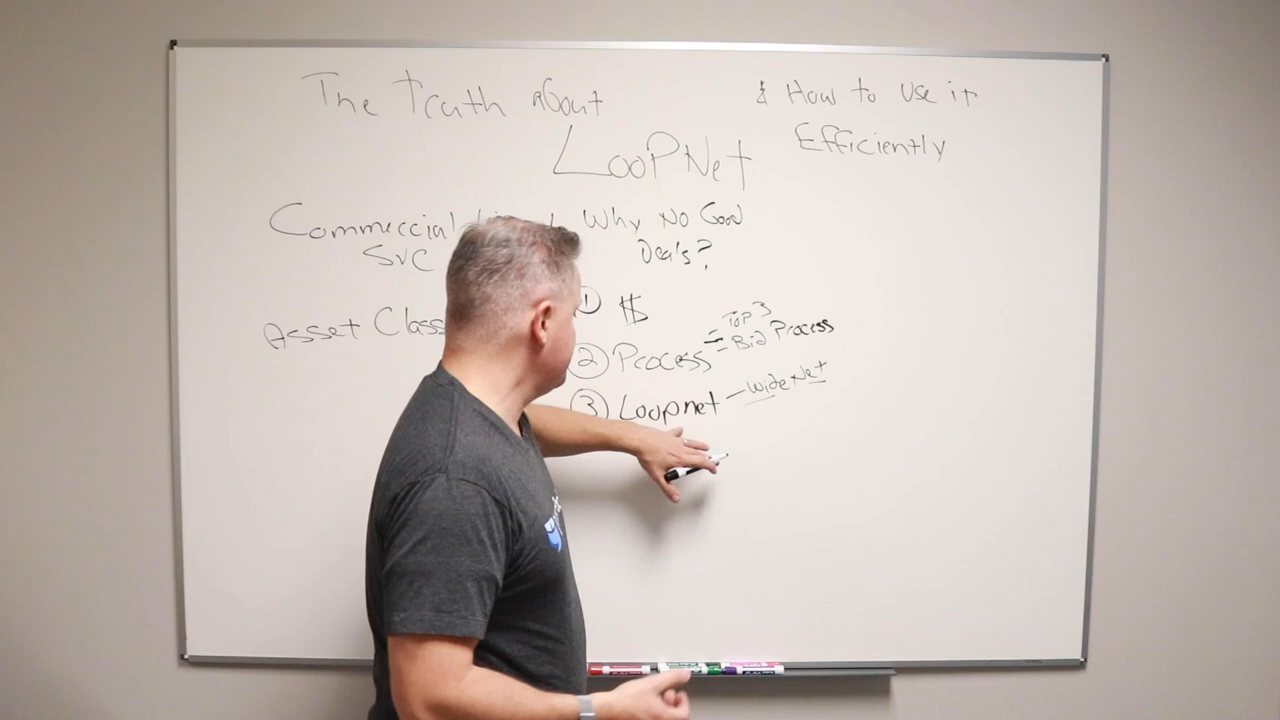 The Truth about
& How to Use it
Efficiently
LooPNet
Commercial
SVC
Why No Good
Deals?
Asset Class
① $
② Process
= Top 3
- Bid Process
③ Loopnet - Wide Net